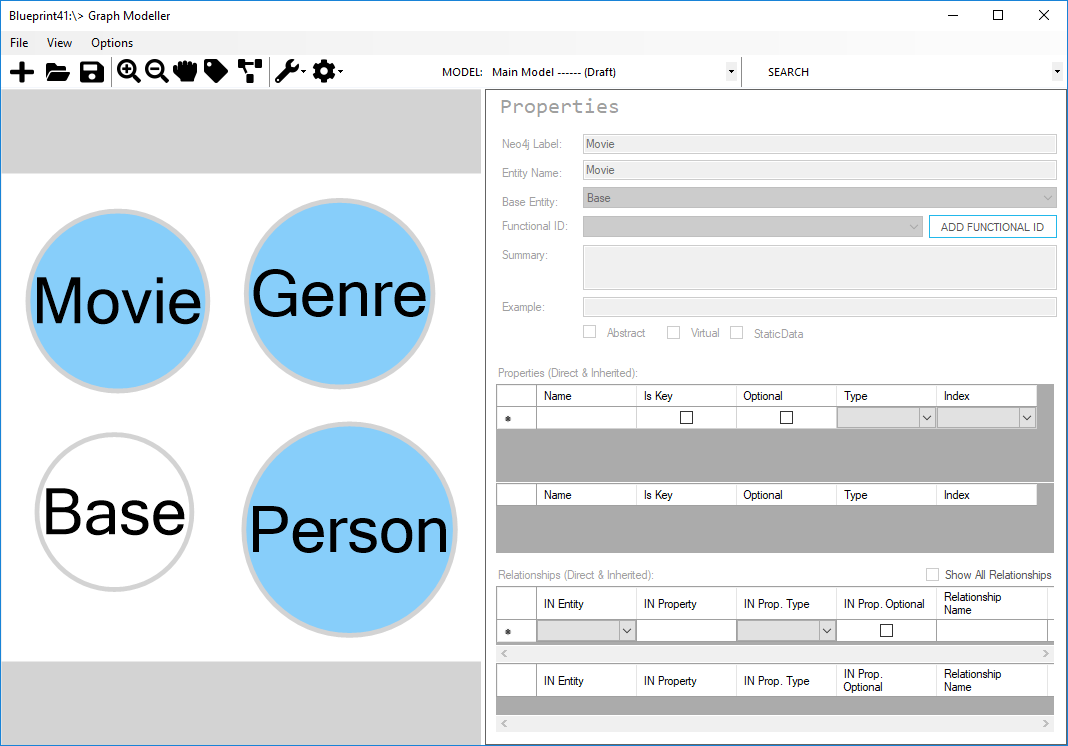 Blueprint41:\> Graph Modeller
File View Options
MODEL: Main Model ------ (Draft) SEARCH
Movie
Genre
Base
Person
Properties
Neo4j Label: Movie
Entity Name: Movie
Base Entity: Base
Functional ID: ADD FUNCTIONAL ID
Summary:
Example:
Abstract Virtual StaticData
Properties (Direct & Inherited):
Name Is Key Optional Type Index
Name Is Key Optional Type Index
Relationships (Direct & Inherited): Show All Relationships
IN Entity IN Property IN Prop. Type IN Prop. Optional Relationship
Name
IN Entity IN Property IN Prop. Type IN Prop.
Optional Relationship
Name